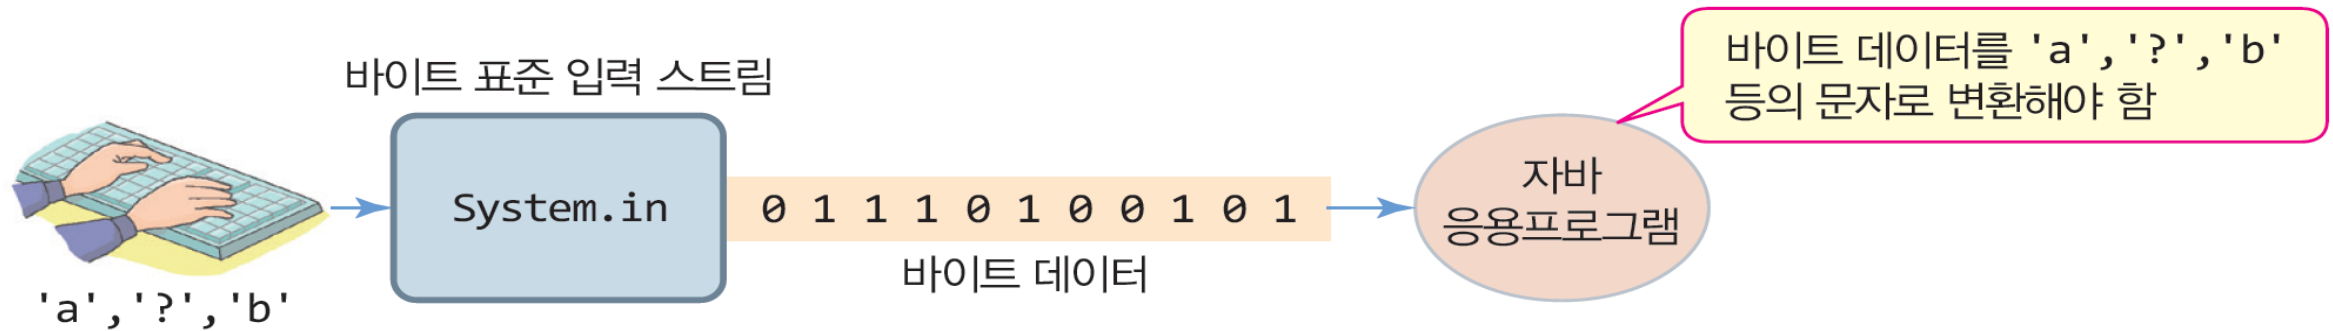 바이트 표준 입력 스트림
'a','?','b'
System.in
0 1 1 1 0 1 0 0 1 0 1
바이트 데이터
자바
응용프로그램
바이트 데이터를 'a','?','b'
등의 문자로 변환해야 함